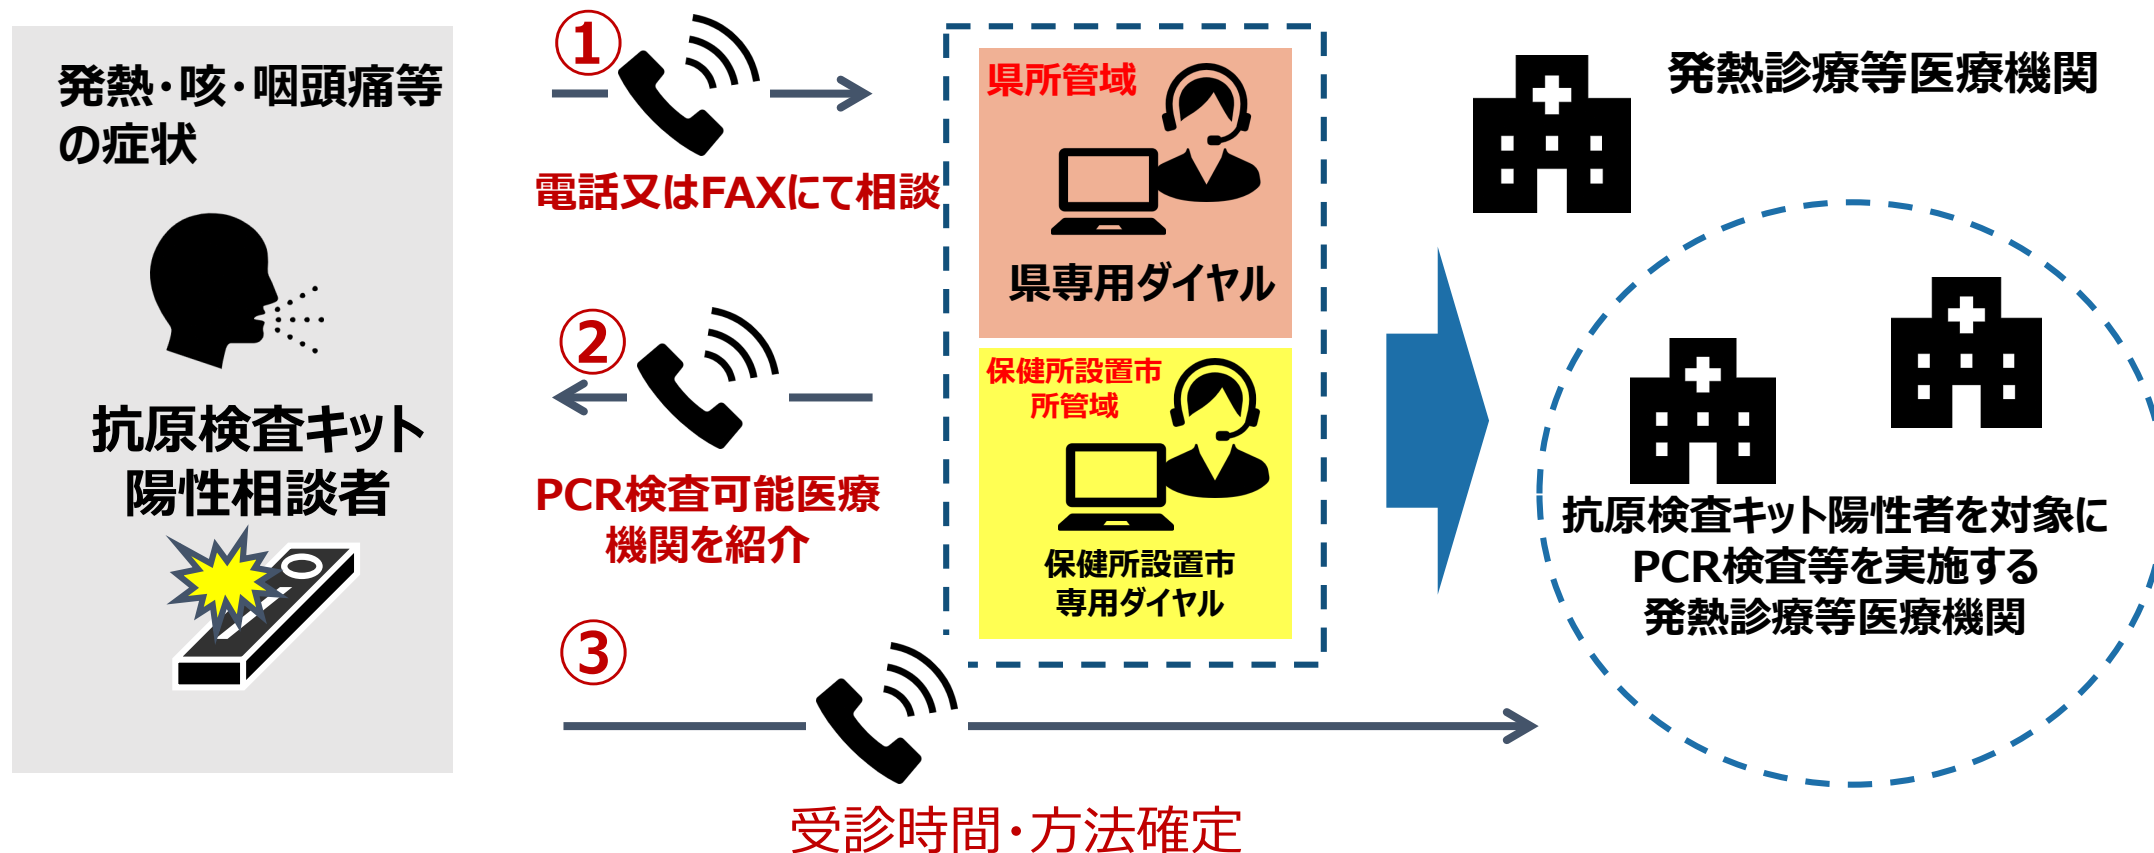 発熱・咳・咽頭痛等
の症状
抗原検査キット
陽性相談者
①
電話又はFAXにて相談
②
PCR検査可能医療
機関を紹介
③
受診時間・方法確定
県所管域
県専用ダイヤル
保健所設置市
所管域
保健所設置市
専用ダイヤル
発熱診療等医療機関
抗原検査キット陽性者を対象に
PCR検査等を実施する
発熱診療等医療機関